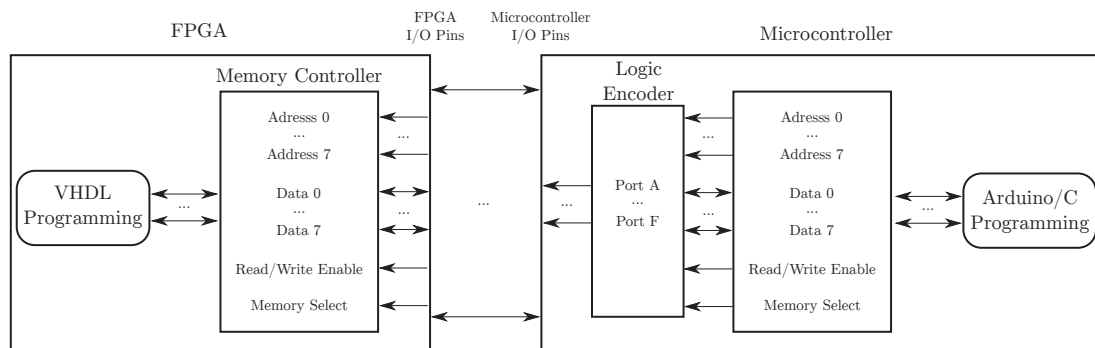 FPGA
FPGA
I/O Pins
Microcontroller
I/O Pins
Microcontroller
Memory Controller
Adresss 0
...
Address 7
Data 0
...
Data 7
Read/Write Enable
Memory Select
VHDL
Programming
...
...
...
...
Logic
Encoder
Port A
...
Port F
...
...
...
Adresss 0
...
Address 7
Data 0
...
Data 7
Read/Write Enable
Memory Select
...
Arduino/C
Programming